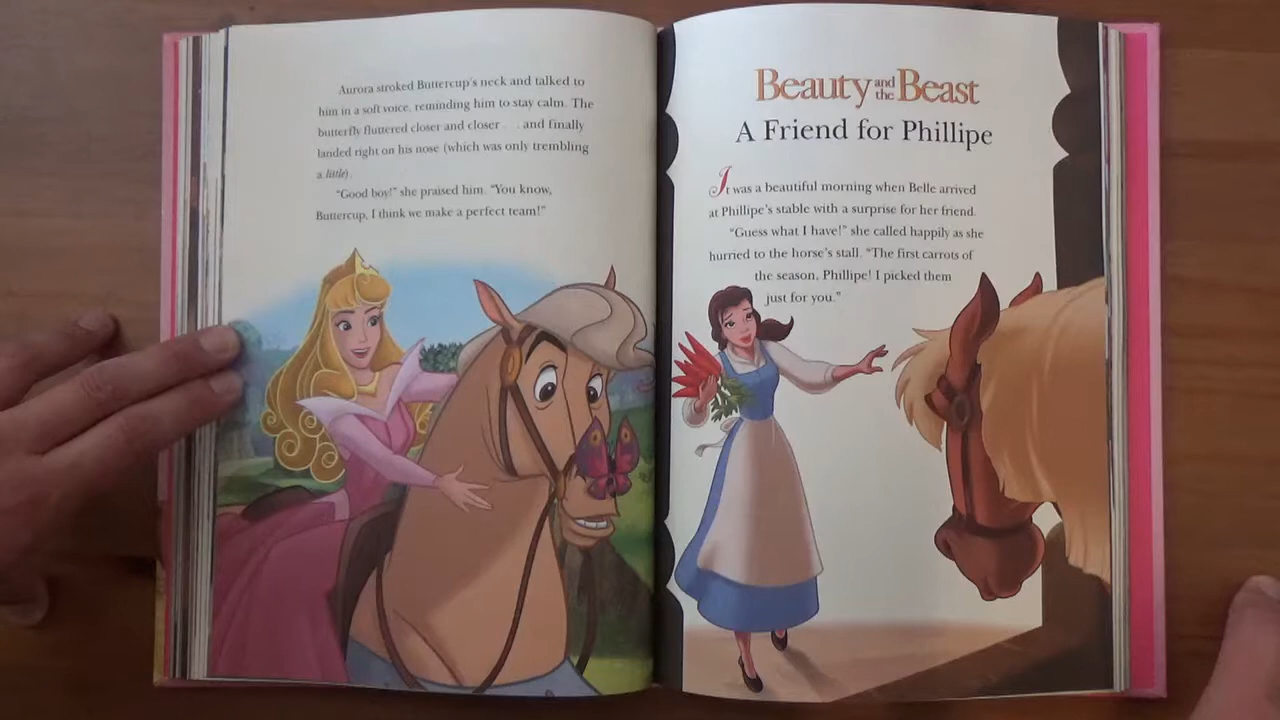 Aurora stroked Buttercup's neck and talked to
him in a soft voice, reminding him to stay calm. The
butterfly fluttered closer and closer . . . and finally
landed right on his nose (which was only trembling
a little).
"Good boy!" she praised him. "You know,
Buttercup, I think we make a perfect team!"
Beauty and the Beast
A Friend for Phillipe
It was a beautiful morning when Belle arrived
at Phillipe's stable with a surprise for her friend.
"Guess what I have!" she called happily as she
hurried to the horse's stall. "The first carrots of
the season, Phillipe! I picked them
just for you."